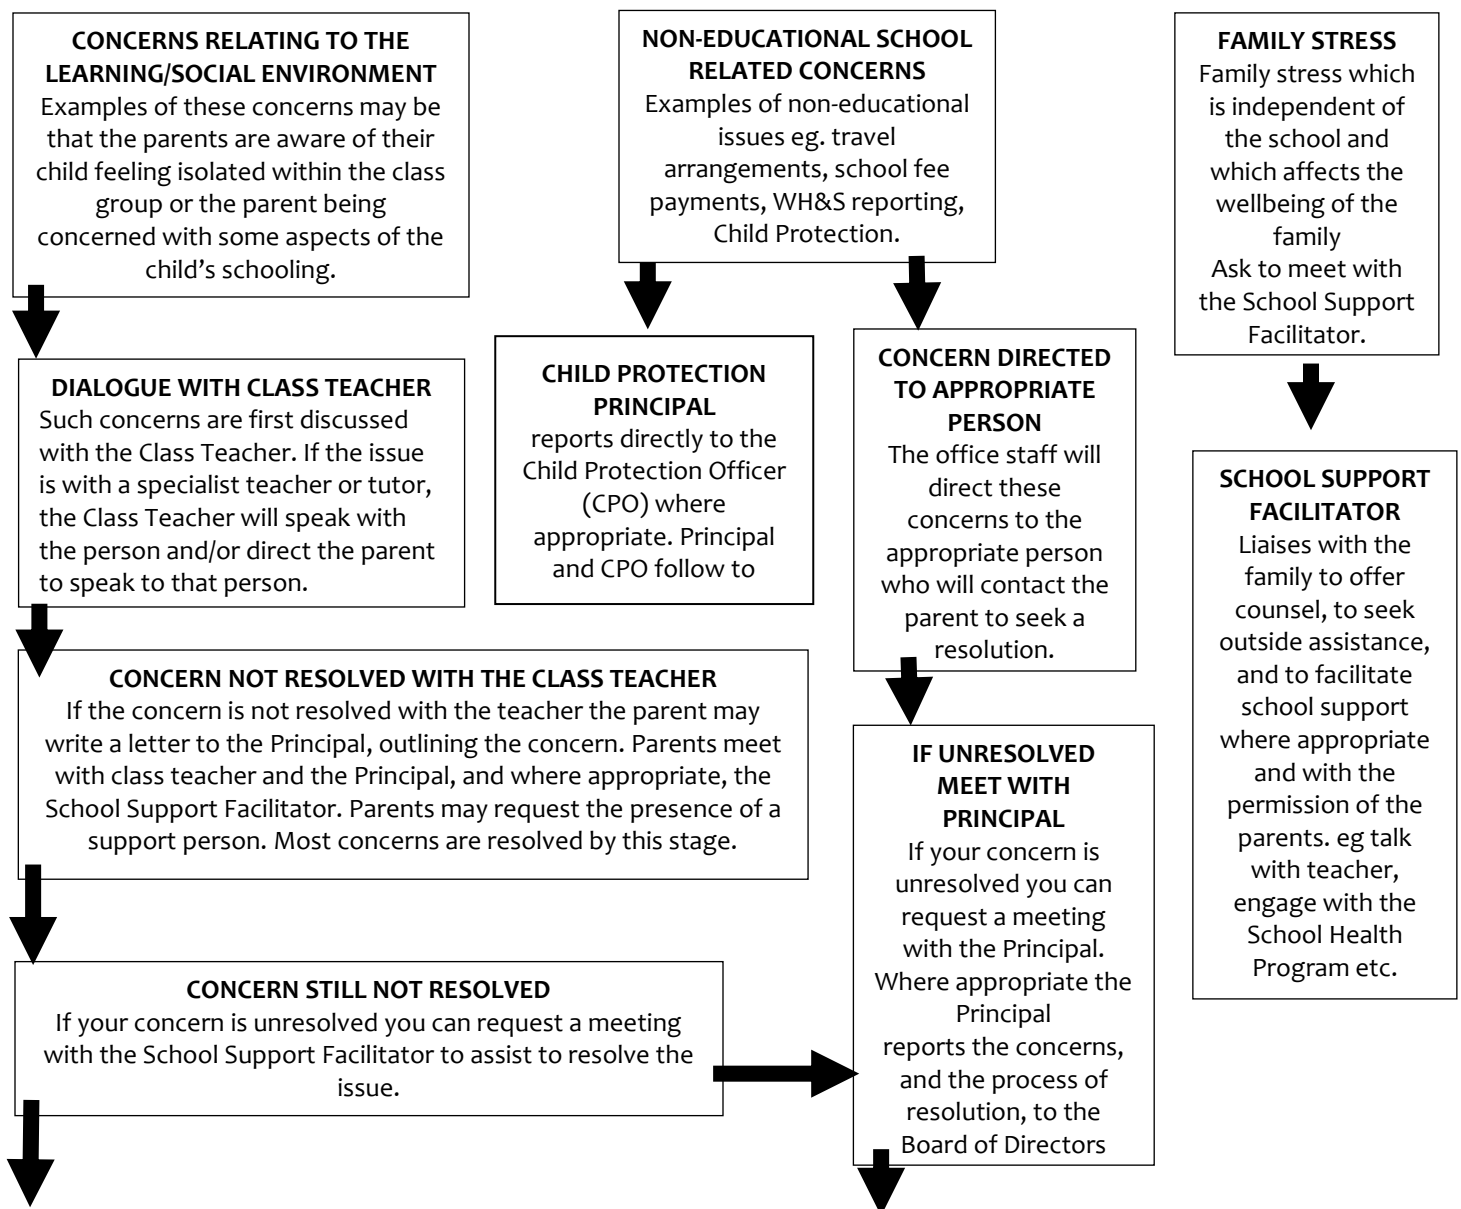 CONCERNS RELATING TO THE
LEARNING/SOCIAL ENVIRONMENT
Examples of these concerns may be
that the parents are aware of their
child feeling isolated within the class
group or the parent being
concerned with some aspects of the
child's schooling.
NON-EDUCATIONAL SCHOOL
RELATED CONCERNS
Examples of non-educational
issues eg. travel
arrangements, school fee
payments, WH&S reporting,
Child Protection.
FAMILY STRESS
Family stress which
is independent of
the school and
which affects the
wellbeing of the
family
Ask to meet with
the School Support
Facilitator.
DIALOGUE WITH CLASS TEACHER
Such concerns are first discussed
with the Class Teacher. If the issue
is with a specialist teacher or tutor,
the Class Teacher will speak with
the person and/or direct the parent
to speak to that person.
CHILD PROTECTION
PRINCIPAL
reports directly to the
Child Protection Officer
(CPO) where
appropriate. Principal
and CPO follow to
CONCERN DIRECTED
TO APPROPRIATE
PERSON
The office staff will
direct these
concerns to the
appropriate person
who will contact the
parent to seek a
resolution.
SCHOOL SUPPORT
FACILITATOR
Liaises with the
family to offer
counsel, to seek
outside assistance,
and to facilitate
school support
where appropriate
and with the
permission of the
parents. eg talk
with teacher,
engage with the
School Health
Program etc.
CONCERN NOT RESOLVED WITH THE CLASS TEACHER
If the concern is not resolved with the teacher the parent may
write a letter to the Principal, outlining the concern. Parents meet
with class teacher and the Principal, and where appropriate, the
School Support Facilitator. Parents may request the presence of a
support person. Most concerns are resolved by this stage.
IF UNRESOLVED
MEET WITH
PRINCIPAL
If your concern is
unresolved you can
request a meeting
with the Principal.
Where appropriate the
Principal
reports the concerns,
and the process of
resolution, to the
Board of Directors
CONCERN STILL NOT RESOLVED
If your concern is unresolved you can request a meeting
with the School Support Facilitator to assist to resolve the
issue.